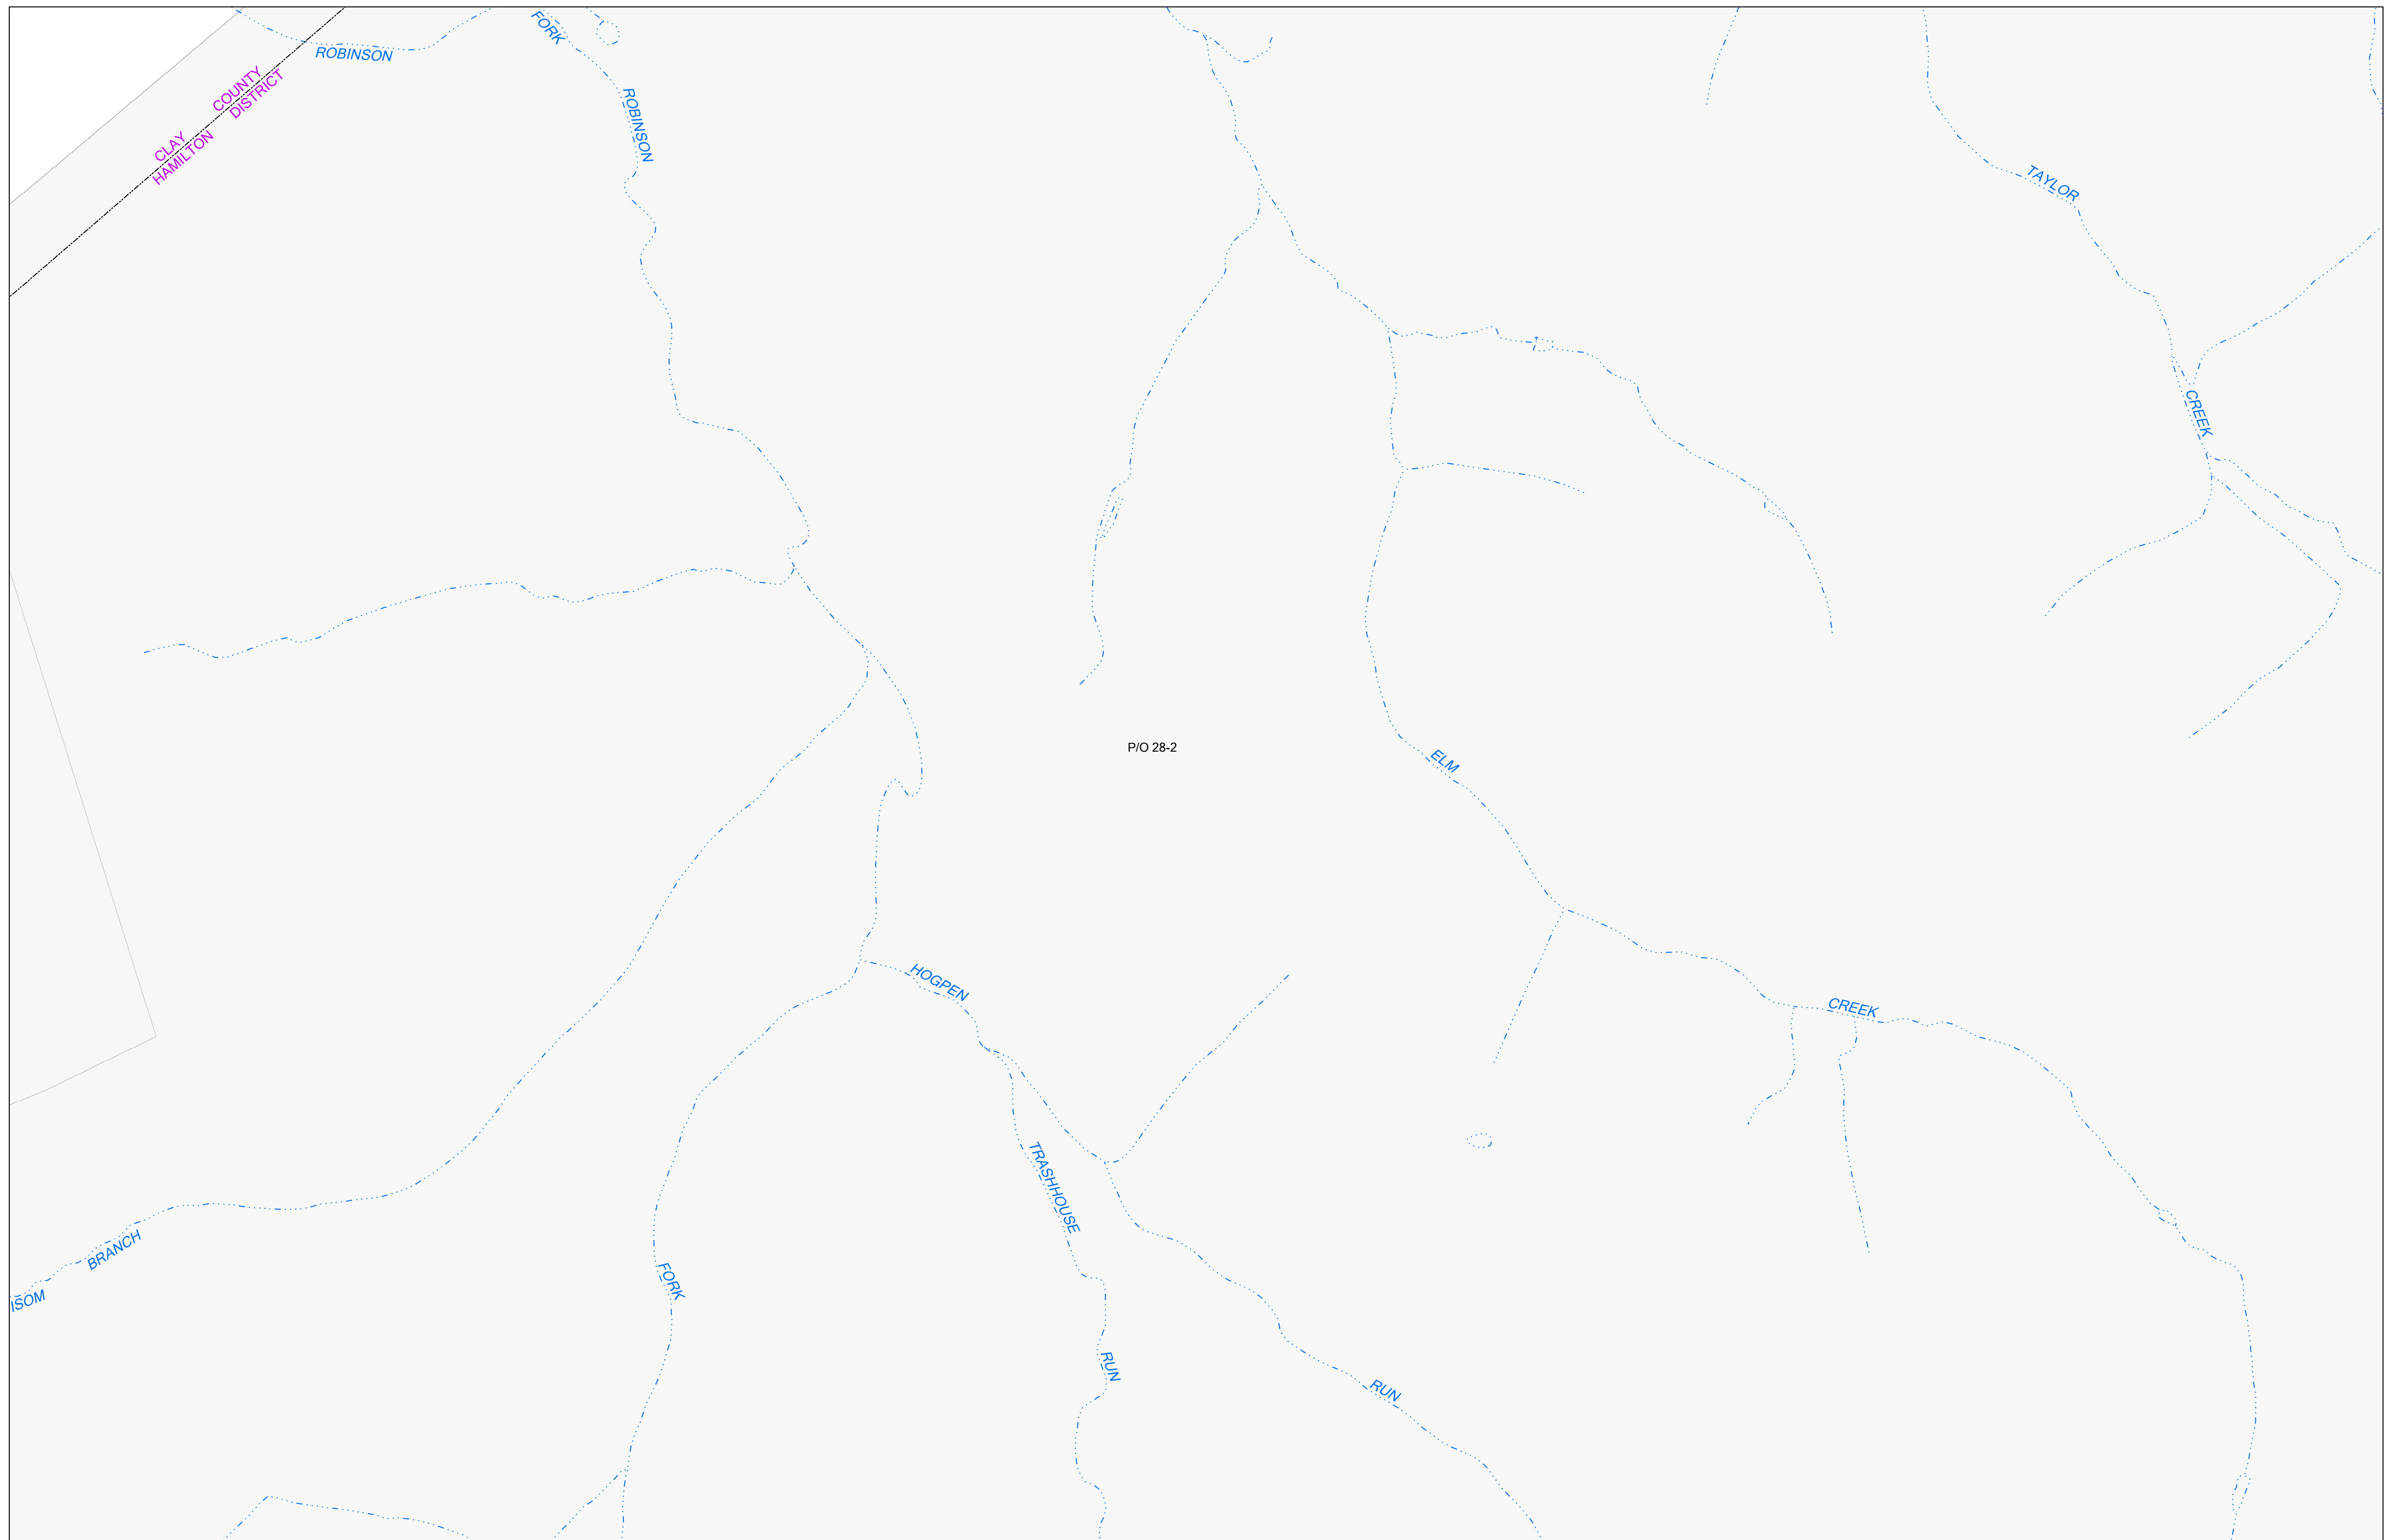 FORK
ROBINSON
COUNTY
DISTRICT
CLAY
HAMILTON
ROBINSON
TAYLOR
CREEK
P/O 28-2
ELM
HOGPEN
CREEK
TRASHHOUSE
BRANCH
ISOM
FORK
RUN
RUN